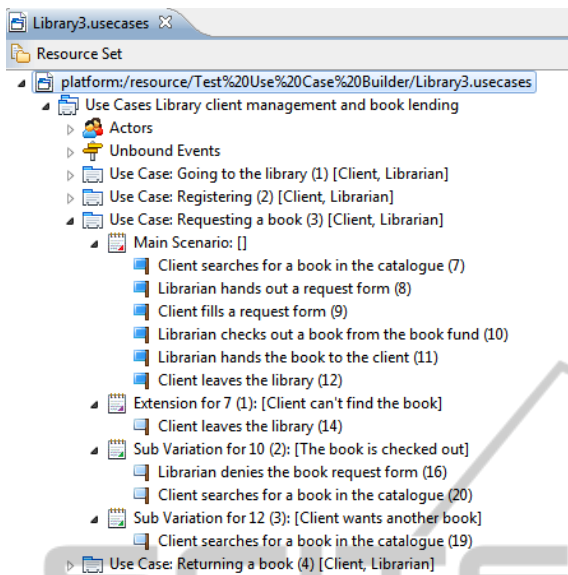 Library3.usecases
Resource Set
platform:/resource/Test%20Use%20Case%20Builder/Library3.usecases
Use Cases Library client management and book lending
Actors
Unbound Events
Use Case: Going to the library (1) [Client, Librarian]
Use Case: Registering (2) [Client, Librarian]
Use Case: Requesting a book (3) [Client, Librarian]
Main Scenario: []
Client searches for a book in the catalogue (7)
Librarian hands out a request form (8)
Client fills a request form (9)
Librarian checks out a book from the book fund (10)
Librarian hands the book to the client (11)
Client leaves the library (12)
Extension for 7 (1): [Client can't find the book]
Client leaves the library (14)
Sub Variation for 10 (2): [The book is checked out]
Librarian denies the book request form (16)
Client searches for a book in the catalogue (20)
Sub Variation for 12 (3): [Client wants another book]
Client searches for a book in the catalogue (19)
Use Case: Returning a book (4) [Client, Librarian]